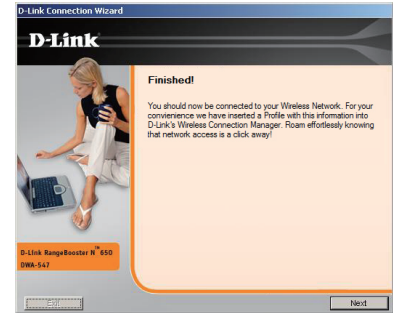 D-Link Connection Wizard
D-Link
Finished!
You should now be connected to your Wireless Network. For your
convienience we have inserted a Profile with this information into
D-Link's Wireless Connection Manager. Roam effortlessly knowing
that network access is a click away!
D-Link RangeBooster N™ 650
DWA-547
Exit
Next